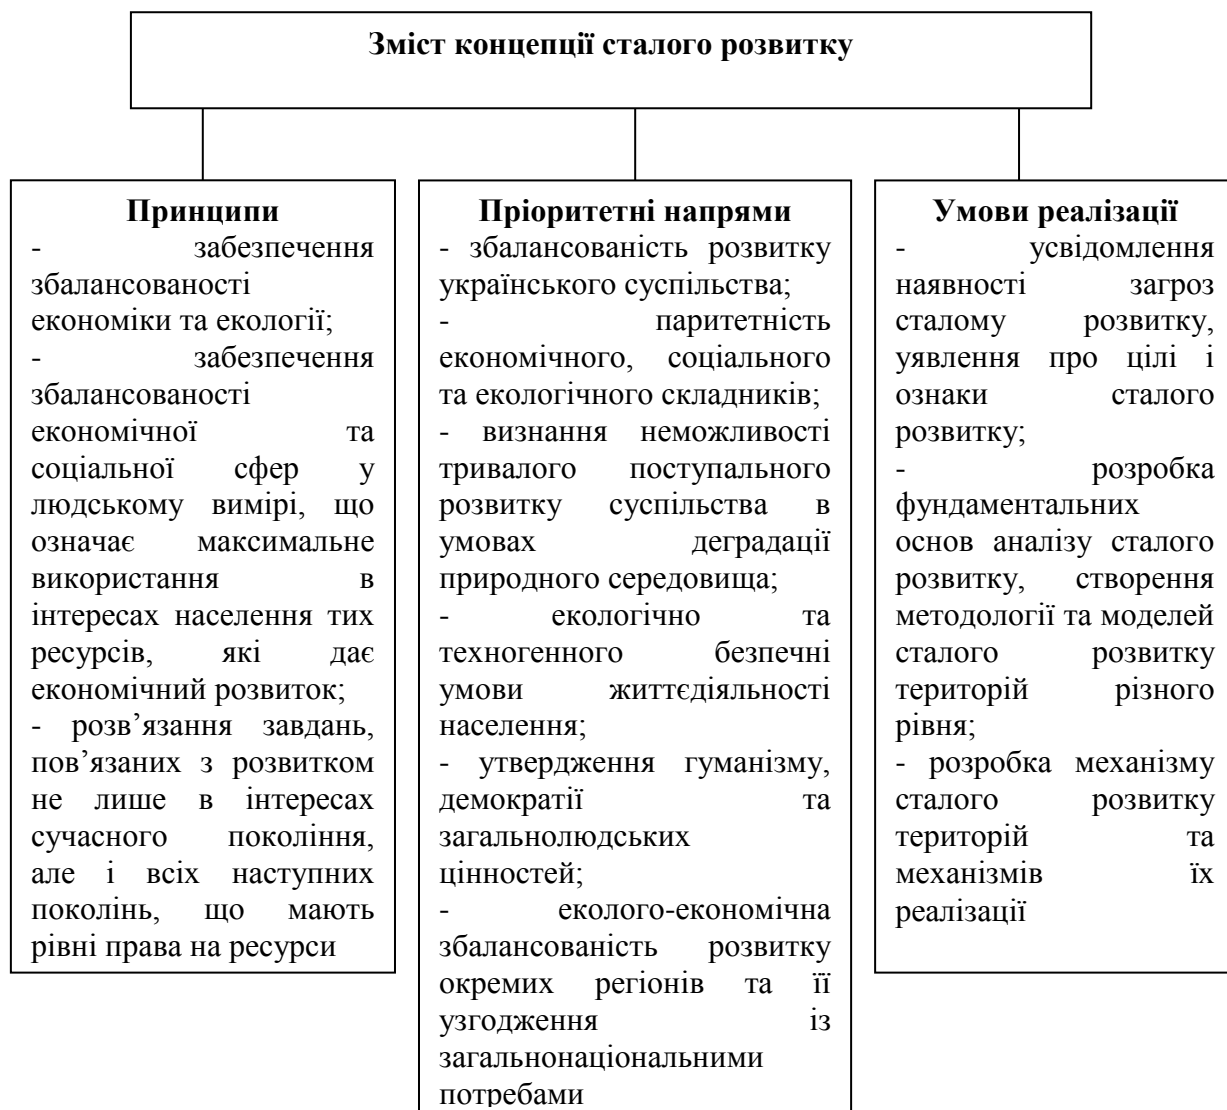 Зміст концепції сталого розвитку
Принципи
- забезпечення
збалансованості
економіки та екології;
- забезпечення
збалансованості
економічної та
соціальної сфер у
людському вимірі, що
означає максимальне
використання в
інтересах населення тих
ресурсів, які дає
економічний розвиток;
- розв’язання завдань,
пов’язаних з розвитком
не лише в інтересах
сучасного покоління,
але і всіх наступних
поколінь, що мають
рівні права на ресурси
Пріоритетні напрями
- збалансованість розвитку
українського суспільства;
- паритетність
економічного, соціального
та екологічного складників;
- визнання неможливості
тривалого поступального
розвитку суспільства в
умовах деградації
природного середовища;
- екологічно та
техногенного безпечні
умови життєдіяльності
населення;
- утвердження гуманізму,
демократії та
загальнолюдських
цінностей;
- еколого-економічна
збалансованість розвитку
окремих регіонів та її
узгодження із
загальнонаціональними
потребами
Умови реалізації
- усвідомлення
наявності загроз
сталому розвитку,
уявлення про цілі і
ознаки сталого
розвитку;
- розробка
фундаментальних
основ аналізу сталого
розвитку, створення
методології та моделей
сталого розвитку
територій різного
рівня;
- розробка механізму
сталого розвитку
територій та
механізмів їх
реалізації